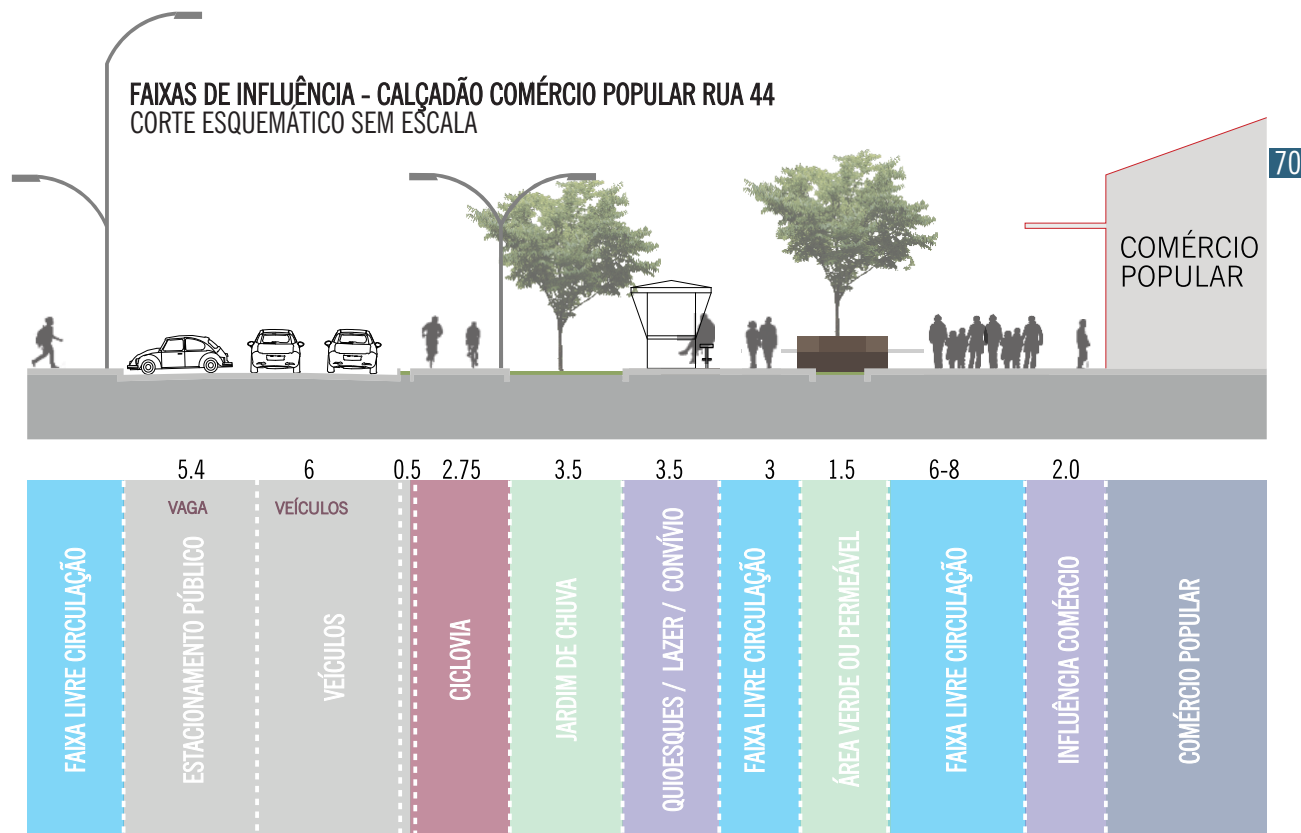 FAIXAS DE INFLUÊNCIA - CALÇADÃO COMÉRCIO POPULAR RUA 44
CORTE ESQUEMÁTICO SEM ESCALA
70
COMÉRCIO
POPULAR
5.4 6 0.5 2.75 3.5 3.5 3 1.5 6-8 2.0
VAGA VEÍCULOS
FAIXA LIVRE CIRCULAÇÃO
ESTACIONAMENTO PÚBLICO
VEÍCULOS
CICLOVIA
JARDIM DE CHUVA
QUIOESQUES / LAZER / CONVÍVIO
FAIXA LIVRE CIRCULAÇÃO
ÁREA VERDE OU PERMEÁVEL
FAIXA LIVRE CIRCULAÇÃO
INFLUÊNCIA COMÉRCIO
COMÉRCIO POPULAR